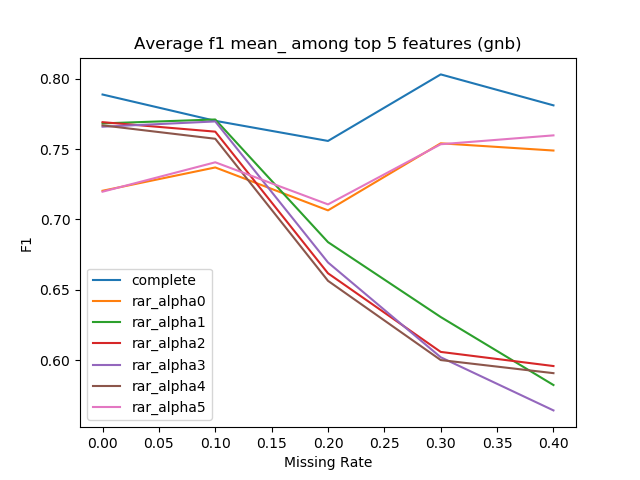 Average f1 mean_ among top 5 features (gnb)
F1
0.80
0.75
0.70
0.65
0.60
complete
rar_alpha0
rar_alpha1
rar_alpha2
rar_alpha3
rar_alpha4
rar_alpha5
0.00 0.05 0.10 0.15 0.20 0.25 0.30 0.35 0.40
Missing Rate